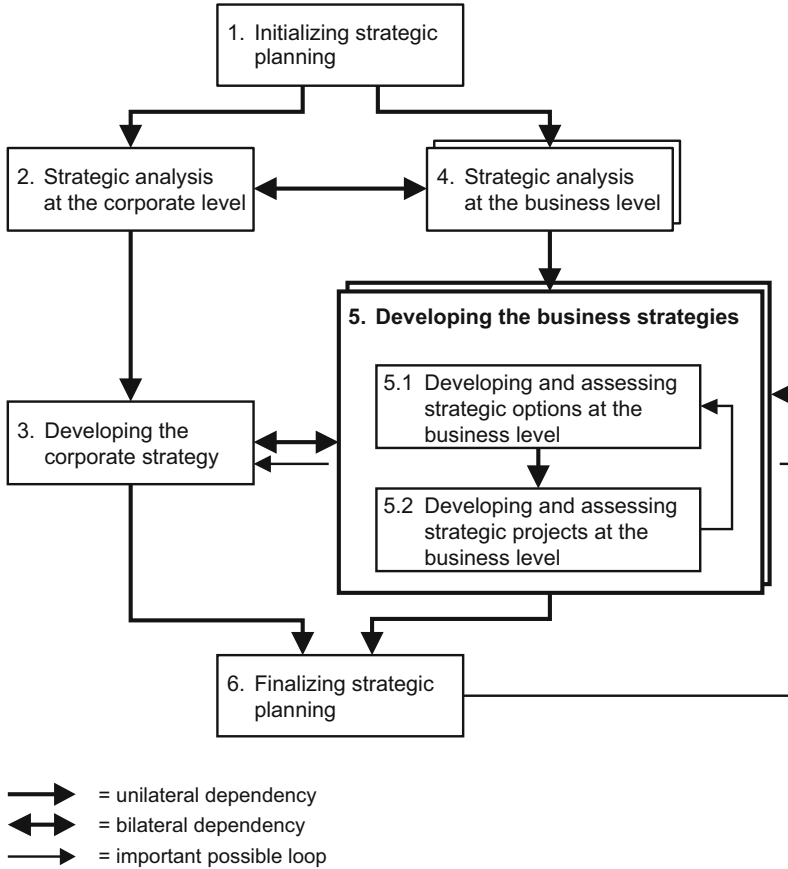 1. Initializing strategic
planning
2. Strategic analysis
at the corporate level
4. Strategic analysis
at the business level
5. Developing the business strategies
5.1 Developing and assessing
strategic options at the
business level
3. Developing the
corporate strategy
5.2 Developing and assessing
strategic projects at the
business level
6. Finalizing strategic
planning
= unilateral dependency
= bilateral dependency
= important possible loop